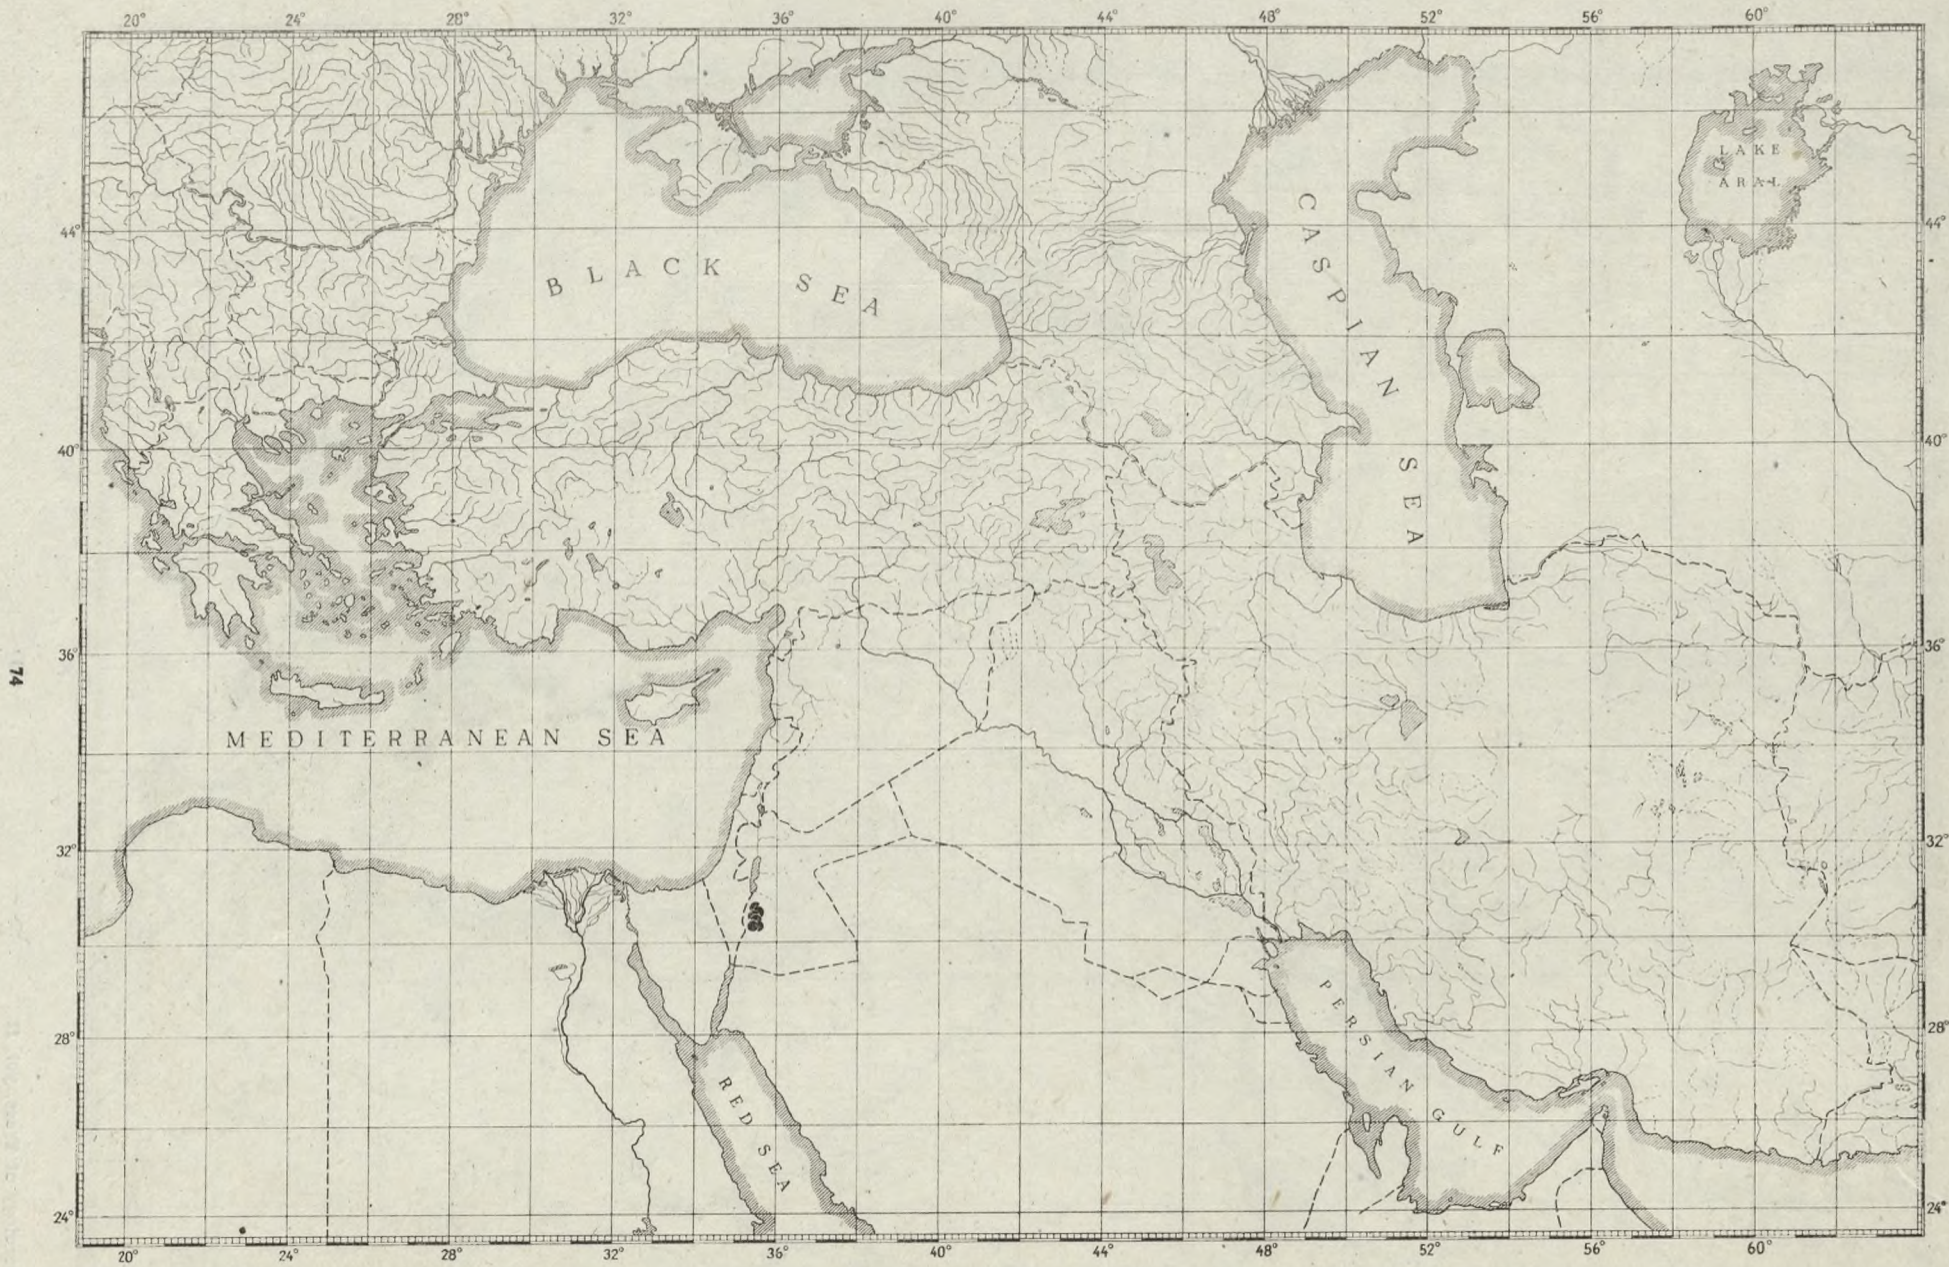 20° 24° 28° 32° 36° 40° 44° 48° 52° 56° 60°
LAKE
ARAL
44° 44°
BLACK SEA
CASPIAN SEA
40° 40°
36° 36°
74
MEDITERRANEAN SEA
32° 32°
PERSIAN GULF
28° 28°
RED SEA
24° 24°
20° 24° 28° 32° 36° 40° 44° 48° 52° 56° 60°